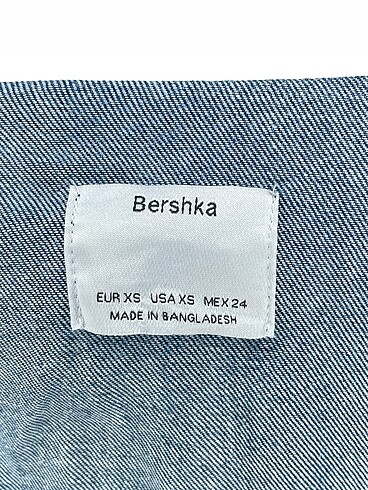 Bershka
EUR XS USA XS MEX 24
MADE IN BANGLADESH